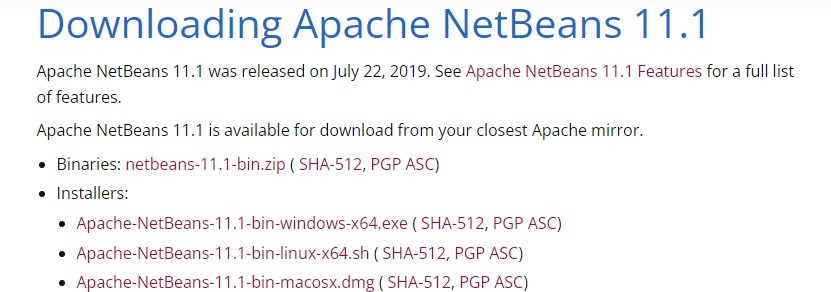 Downloading Apache NetBeans 11.1
Apache NetBeans 11.1 was released on July 22, 2019. See Apache NetBeans 11.1 Features for a full list
of features.
Apache NetBeans 11.1 is available for download from your closest Apache mirror.
• Binaries: netbeans-11.1-bin.zip ( SHA-512, PGP ASC)
• Installers:
• Apache-NetBeans-11.1-bin-windows-x64.exe ( SHA-512, PGP ASC)
• Apache-NetBeans-11.1-bin-linux-x64.sh ( SHA-512, PGP ASC)
• Apache-NetBeans-11.1-bin-macosx.dmg ( SHA-512, PGP ASC)